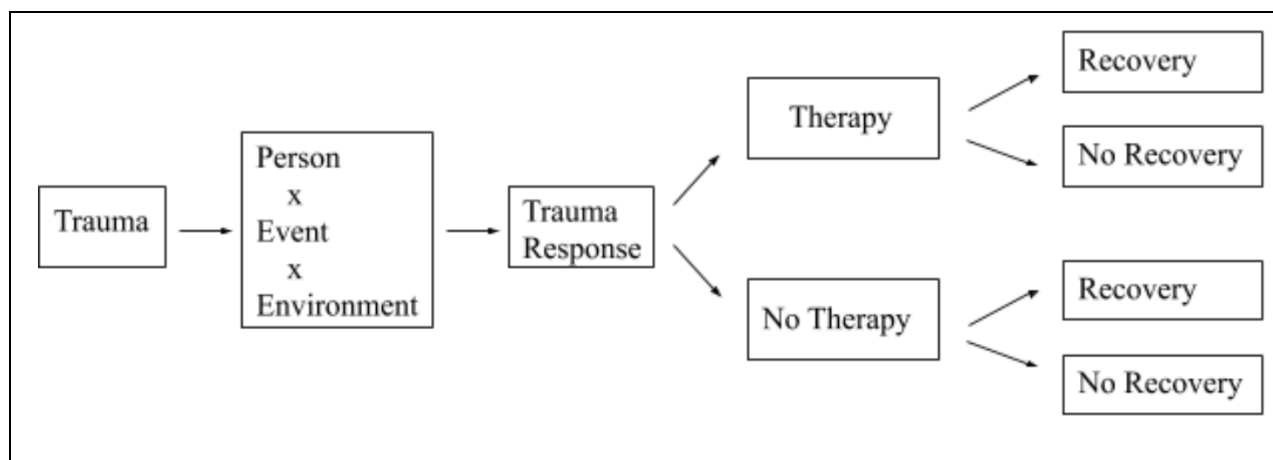 Trauma
Person
x
Event
x
Environment
Trauma
Response
Therapy
Recovery
No Recovery
No Therapy
Recovery
No Recovery